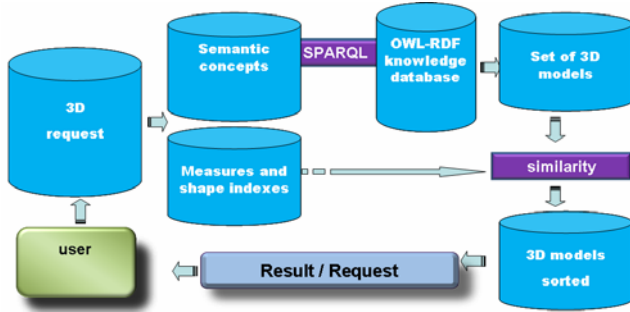 3D
request
Semantic
concepts
SPARQL
OWL-RDF
knowledge
database
Set of 3D
models
Measures and
shape indexes
similarity
user
Result / Request
3D models
sorted